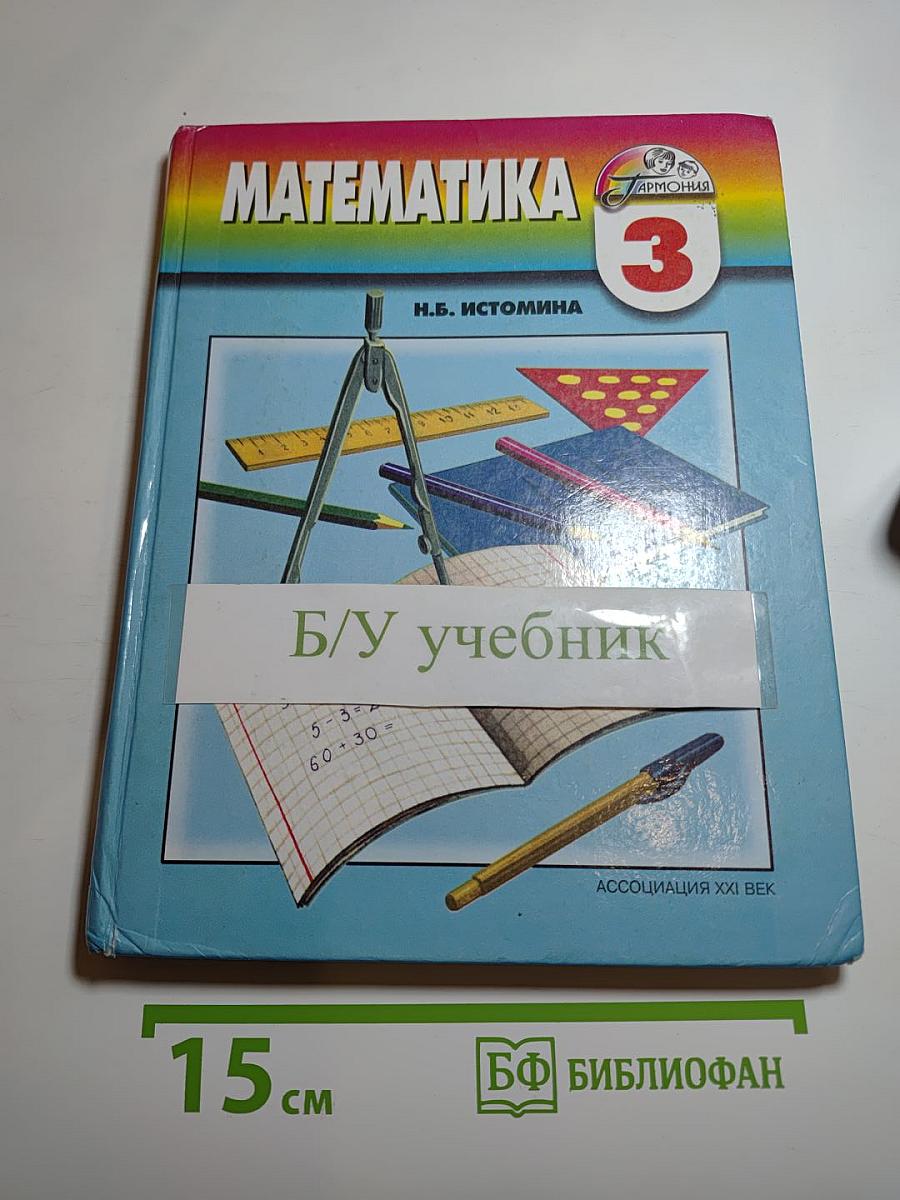 МАТЕМАТИКА
ГАРМОНИЯ
3
Н.Б. ИСТОМИНА
Б/У учебник
5 - 3 =
60 + 30 =
АССОЦИАЦИЯ XXI ВЕК
15 см
БФ БИБЛИОФАН